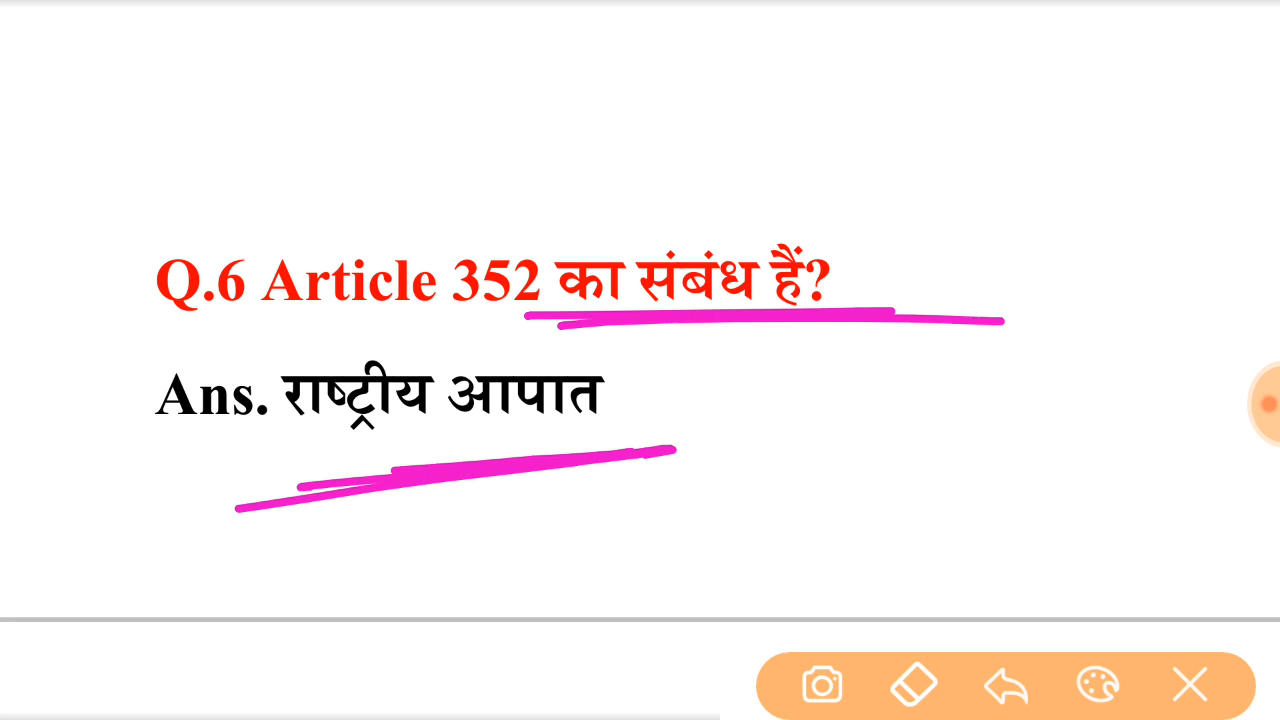 Q.6 Article 352 का संबंध हैं?
Ans. राष्ट्रीय आपात